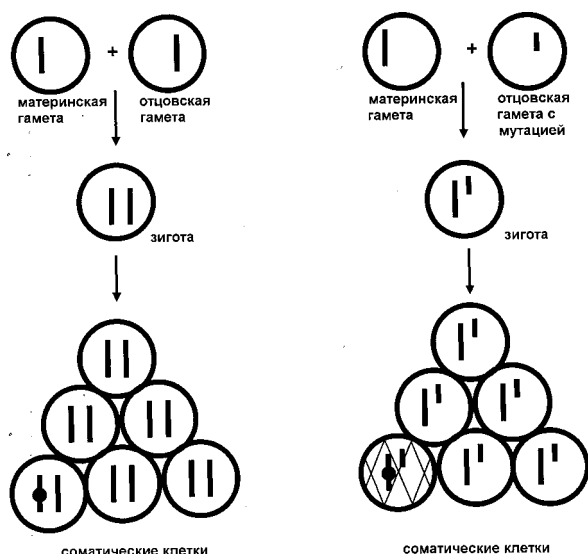 +
материнская
гамета
отцовская
гамета
зигота
соматические клетки
+
материнская
гамета
отцовская
гамета с
мутацией
зигота
соматические клетки